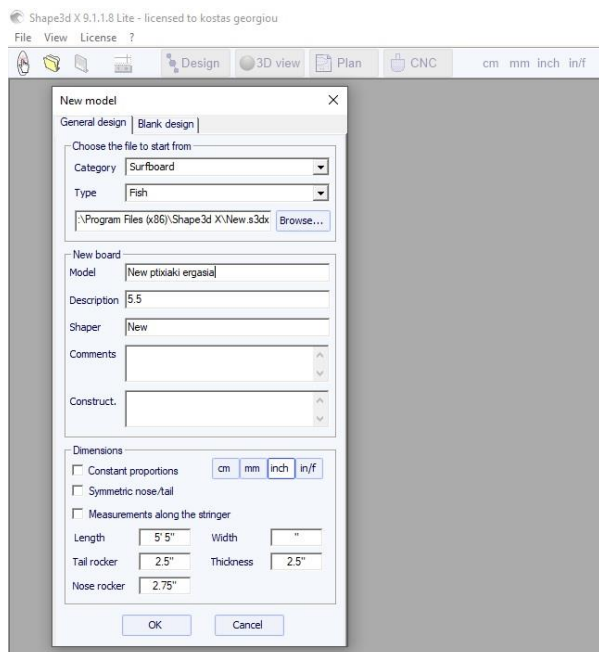 Shape3d X 9.1.1.8 Lite - licensed to kostas georgiou
File View License ?
Design 3D view Plan CNC cm mm inch in/f
New model
General design Blank design
Choose the file to start from
Category Surfboard
Type Fish
:\Program Files (x86)\Shape3d X\New.s3dx Browse...
New board
Model New ptixiaki ergasia
Description 5.5
Shaper New
Comments
Construct.
Dimensions
Constant proportions cm mm inch in/f
Symmetric nose/tail
Measurements along the stringer
Length 5' 5" Width "
Tail rocker 2.5" Thickness 2.5"
Nose rocker 2.75"
OK Cancel